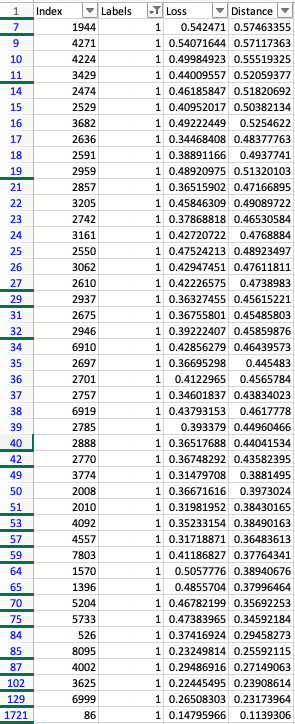 1 Index Labels Loss Distance
7 1944 1 0.542471 0.57463355
9 4271 1 0.54071644 0.57117363
10 4224 1 0.49984923 0.55519325
11 3429 1 0.44009557 0.52059377
14 2474 1 0.46185847 0.51820692
15 2529 1 0.40952017 0.50382134
16 3682 1 0.49222449 0.5254622
17 2636 1 0.34468408 0.48377763
18 2591 1 0.38891166 0.4937741
19 2959 1 0.48920975 0.51320103
21 2857 1 0.36515902 0.47166895
22 3205 1 0.45846309 0.49089722
23 2742 1 0.37868818 0.46530584
24 3161 1 0.42720722 0.4768884
25 2550 1 0.47524213 0.48923497
26 3062 1 0.42947451 0.47611811
27 2610 1 0.42226575 0.4738983
29 2937 1 0.36327455 0.45615221
31 2675 1 0.36755801 0.45485803
32 2946 1 0.39222407 0.45859876
34 6910 1 0.42856279 0.46439573
35 2697 1 0.36695298 0.445483
36 2701 1 0.4122965 0.4565784
37 2757 1 0.34601837 0.43834023
38 6919 1 0.43793153 0.4617778
39 2785 1 0.393379 0.44960466
40 2888 1 0.36517688 0.44041534
42 2770 1 0.36748292 0.43582395
49 3774 1 0.31479708 0.3881495
50 2008 1 0.36671616 0.3973024
51 2010 1 0.31981952 0.38430165
53 4092 1 0.35233154 0.38490163
57 4557 1 0.31718871 0.36483613
59 7803 1 0.41186827 0.37764341
64 1570 1 0.5057776 0.38940676
65 1396 1 0.4855704 0.37996464
70 5204 1 0.46782199 0.35692253
75 5733 1 0.47383965 0.34592184
84 526 1 0.37416924 0.29458273
85 8095 1 0.23249814 0.25592115
87 4002 1 0.29486916 0.27149063
102 3625 1 0.22445495 0.23908614
129 6999 1 0.26508303 0.23173964
1721 86 1 0.14795966 0.1139306